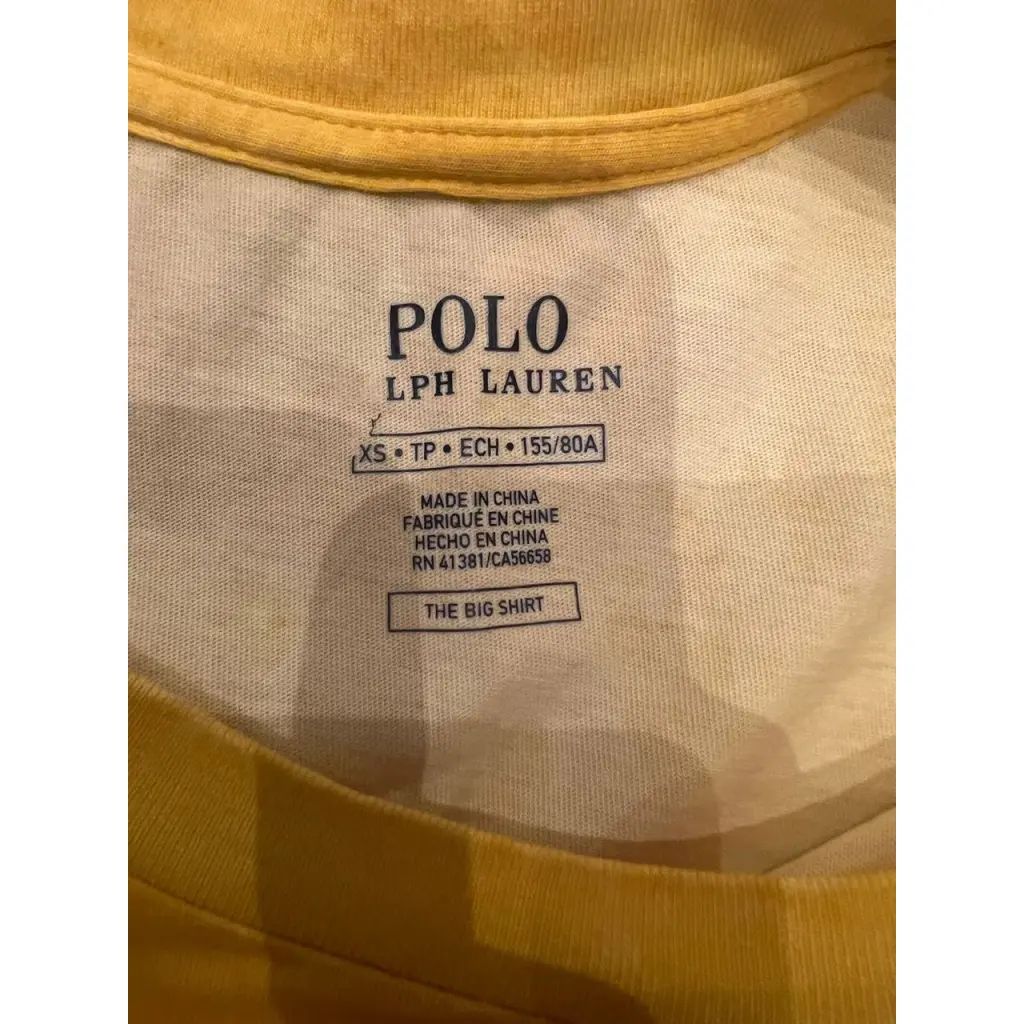 POLO
LPH LAUREN
XS • TP • ECH • 155/80A
MADE IN CHINA
FABRIQUÉ EN CHINE
HECHO EN CHINA
RN 41381/CA56658
THE BIG SHIRT